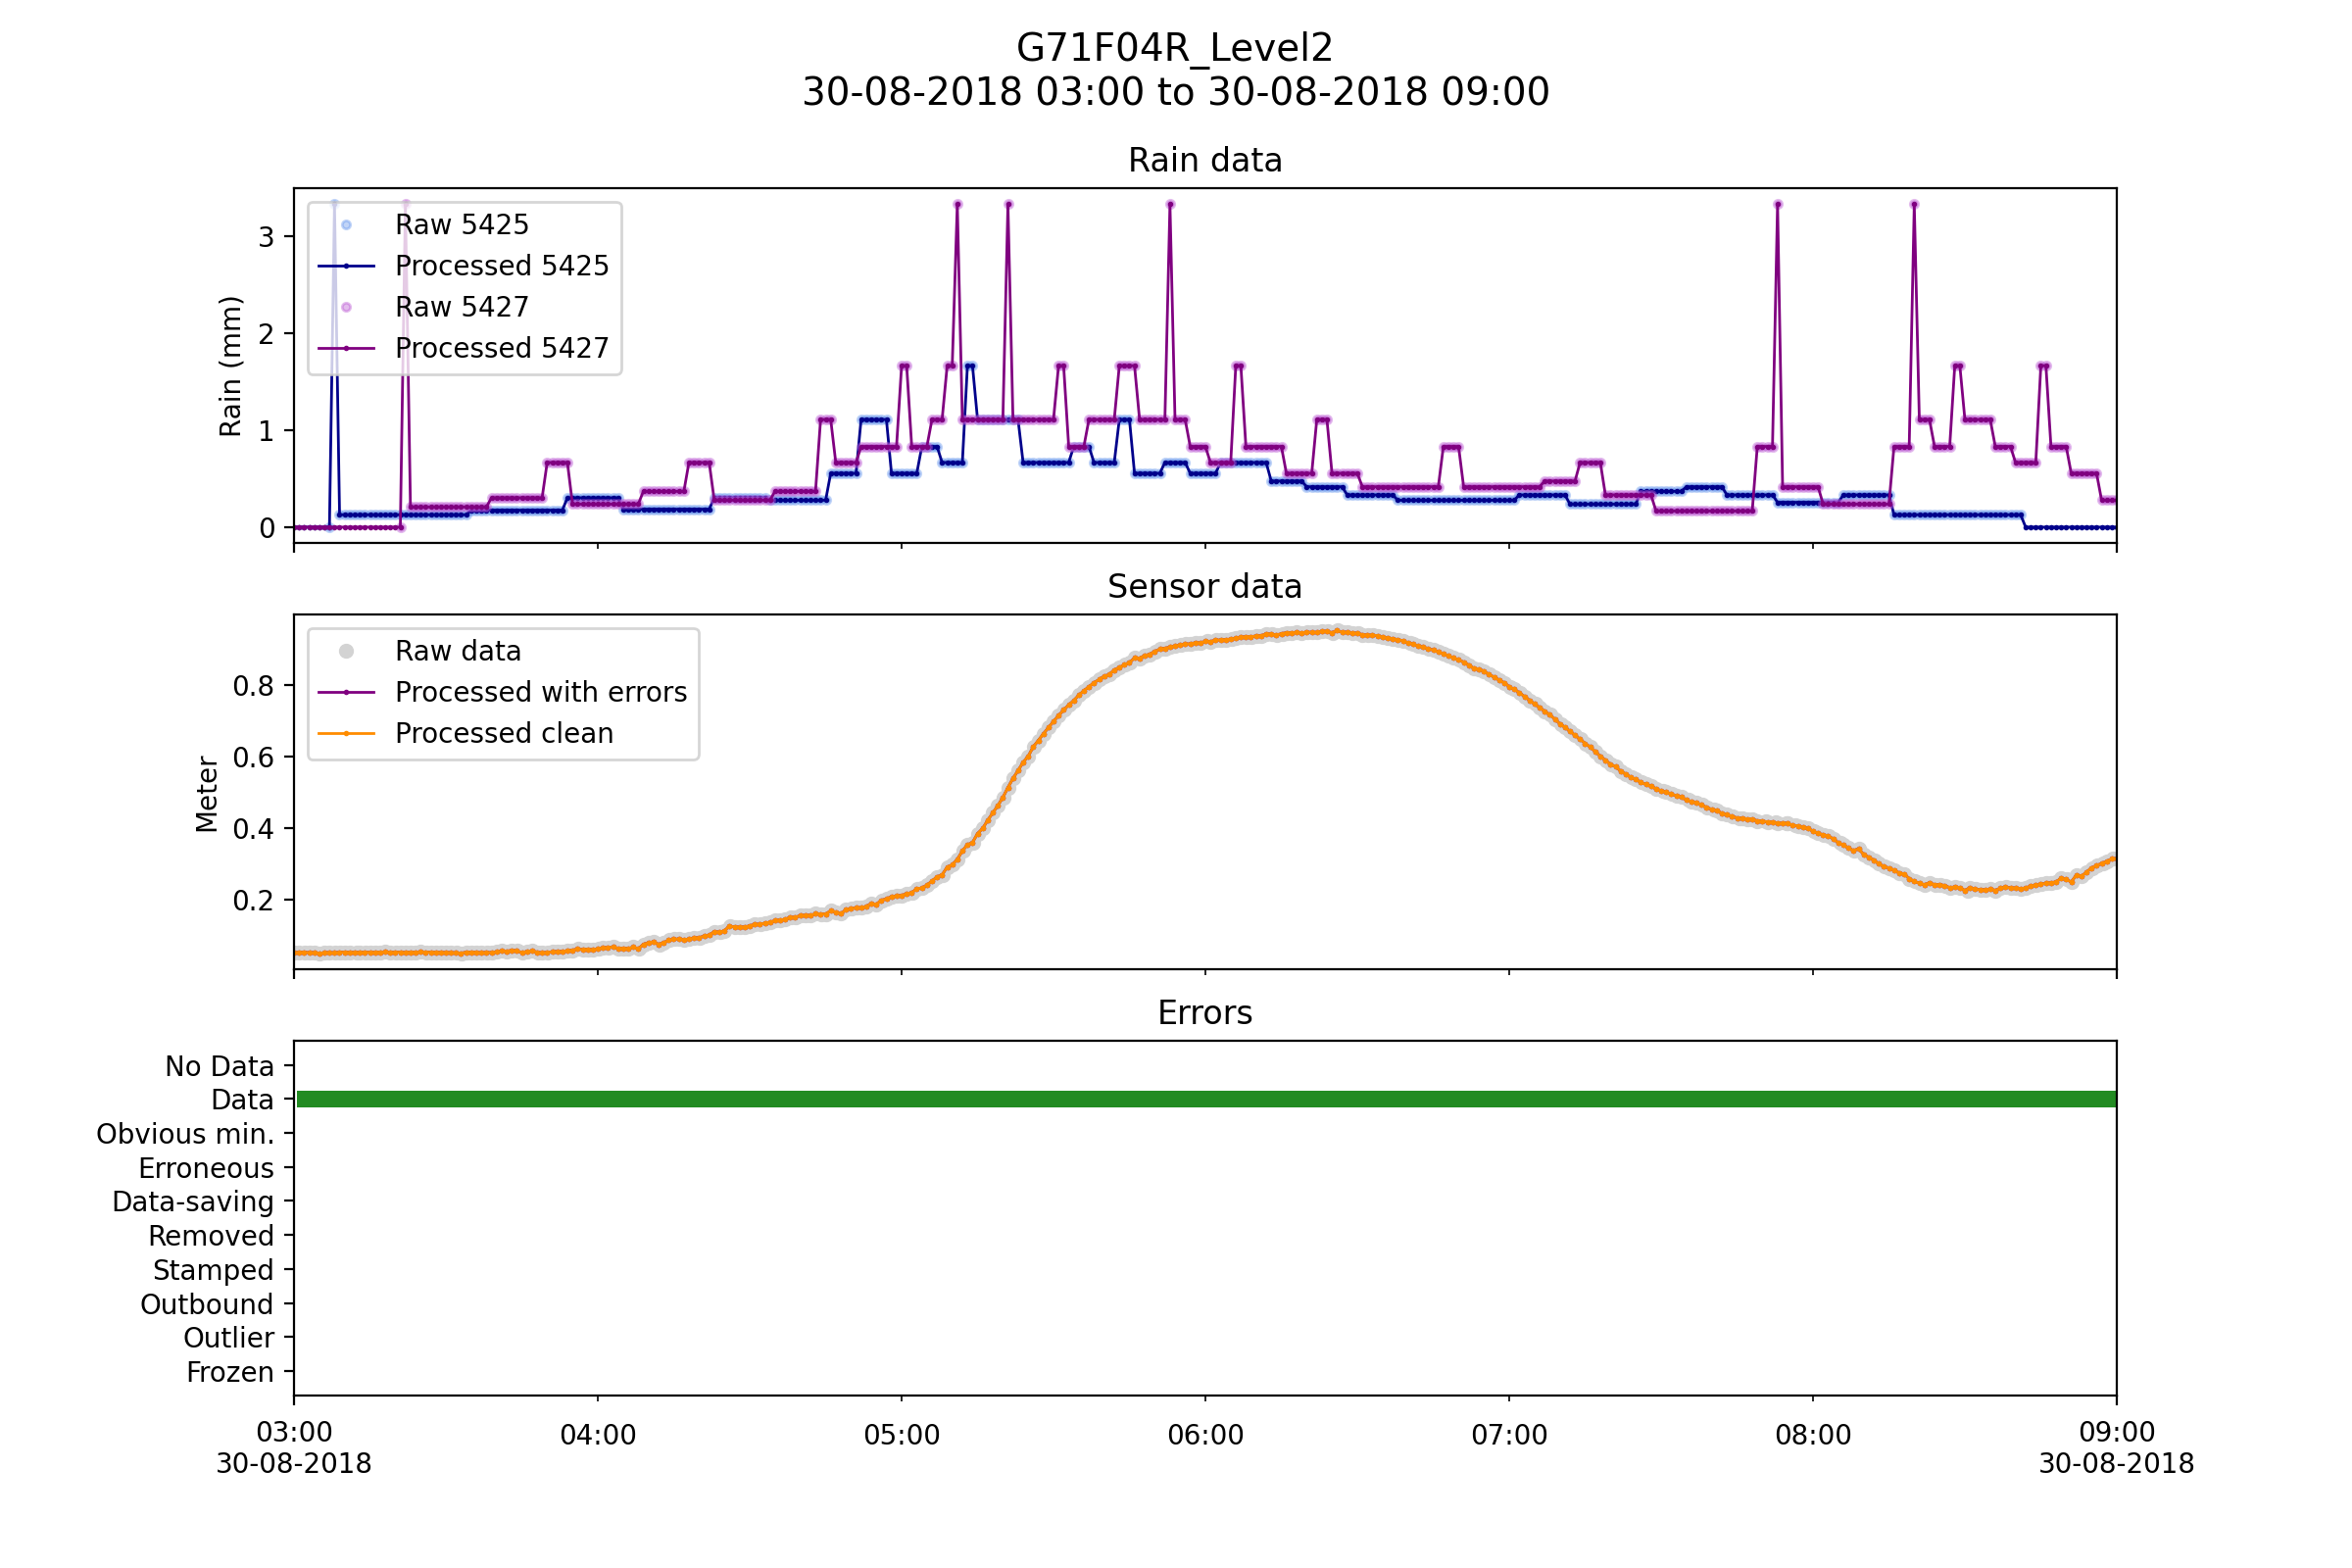 G71F04R_Level2
30-08-2018 03:00 to 30-08-2018 09:00
Rain data
Rain (mm)
3
2
1
0
Raw 5425
Processed 5425
Raw 5427
Processed 5427
Sensor data
Meter
0.8
0.6
0.4
0.2
Raw data
Processed with errors
Processed clean
Errors
No Data
Data
Obvious min.
Erroneous
Data-saving
Removed
Stamped
Outbound
Outlier
Frozen
03:00 04:00 05:00 06:00 07:00 08:00 09:00
30-08-2018 30-08-2018